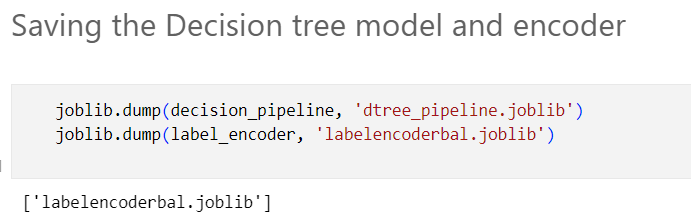 Saving the Decision tree model and encoder
joblib.dump(decision_pipeline, 'dtree_pipeline.joblib')
joblib.dump(label_encoder, 'labelencoderbal.joblib')
['labelencoderbal.joblib']